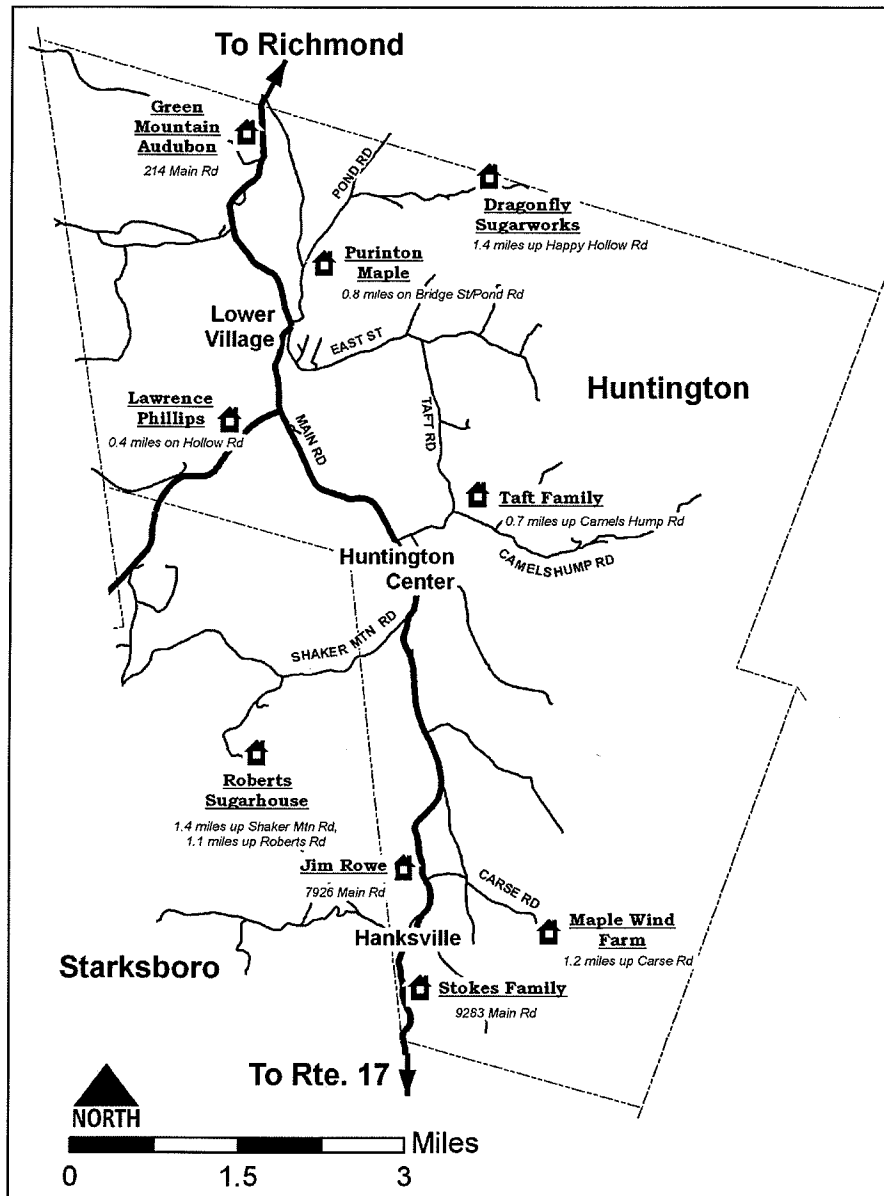 To Richmond
Green
Mountain
Audubon
214 Main Rd
POND RD
Dragonfly
Sugarworks
1.4 miles up Happy Hollow Rd
Purinton
Maple
0.8 miles on Bridge St/Pond Rd
Lower
Village
EAST ST
Huntington
Lawrence
Phillips
0.4 miles on Hollow Rd
MAIN RD
TAFT RD
Taft Family
0.7 miles up Camels Hump Rd
CAMELSHUMP RD
Huntington
Center
SHAKER MTN RD
Roberts
Sugarhouse
1.4 miles up Shaker Mtn Rd,
1.1 miles up Roberts Rd
Jim Rowe
7926 Main Rd
CARSE RD
Maple Wind
Farm
1.2 miles up Carse Rd
Hanksville
Starksboro
Stokes Family
9283 Main Rd
To Rte. 17
NORTH
Miles
0 1.5 3